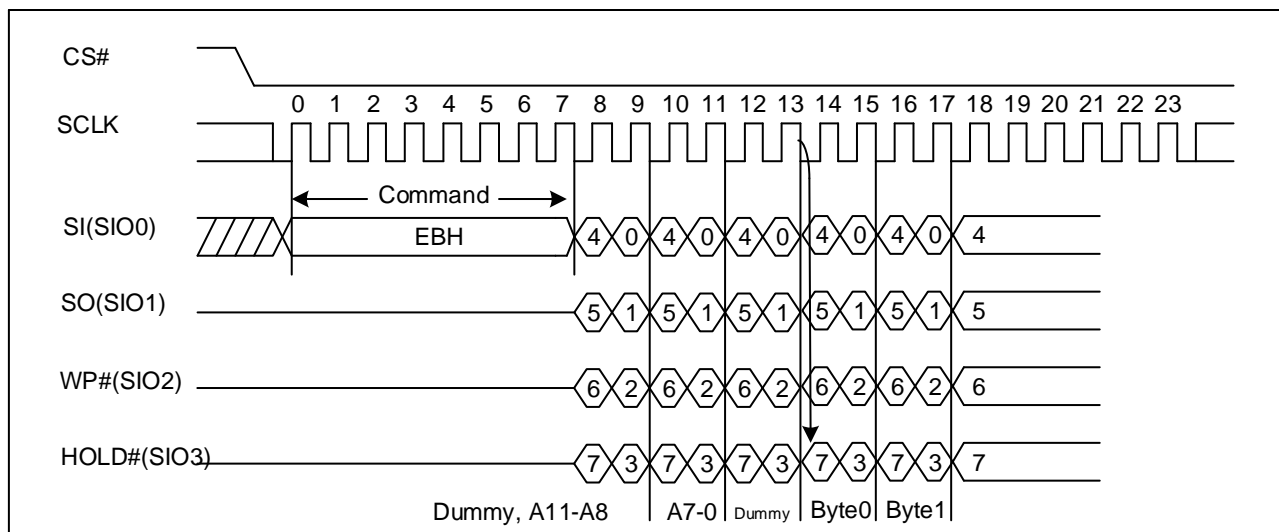 CS#
0 1 2 3 4 5 6 7 8 9 10 11 12 13 14 15 16 17 18 19 20 21 22 23
SCLK
Command
SI(SIO0) EBH 4 0 4 0 4 0 4 0 4 0 4
SO(SIO1) 5 1 5 1 5 1 5 1 5 1 5
WP#(SIO2) 6 2 6 2 6 2 6 2 6 2 6
HOLD#(SIO3) 7 3 7 3 7 3 7 3 7 3 7
Dummy, A11-A8 A7-0 Dummy Byte0 Byte1